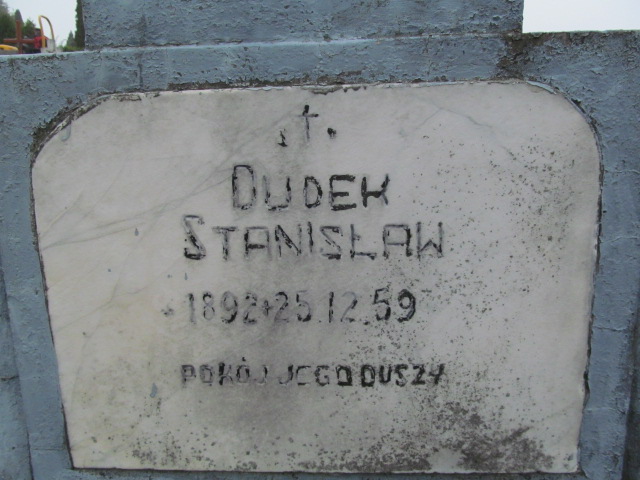 .†.
DUDEK
STANISŁAW
*1892+25.12.59
POKÓJ JEGO DUSZY